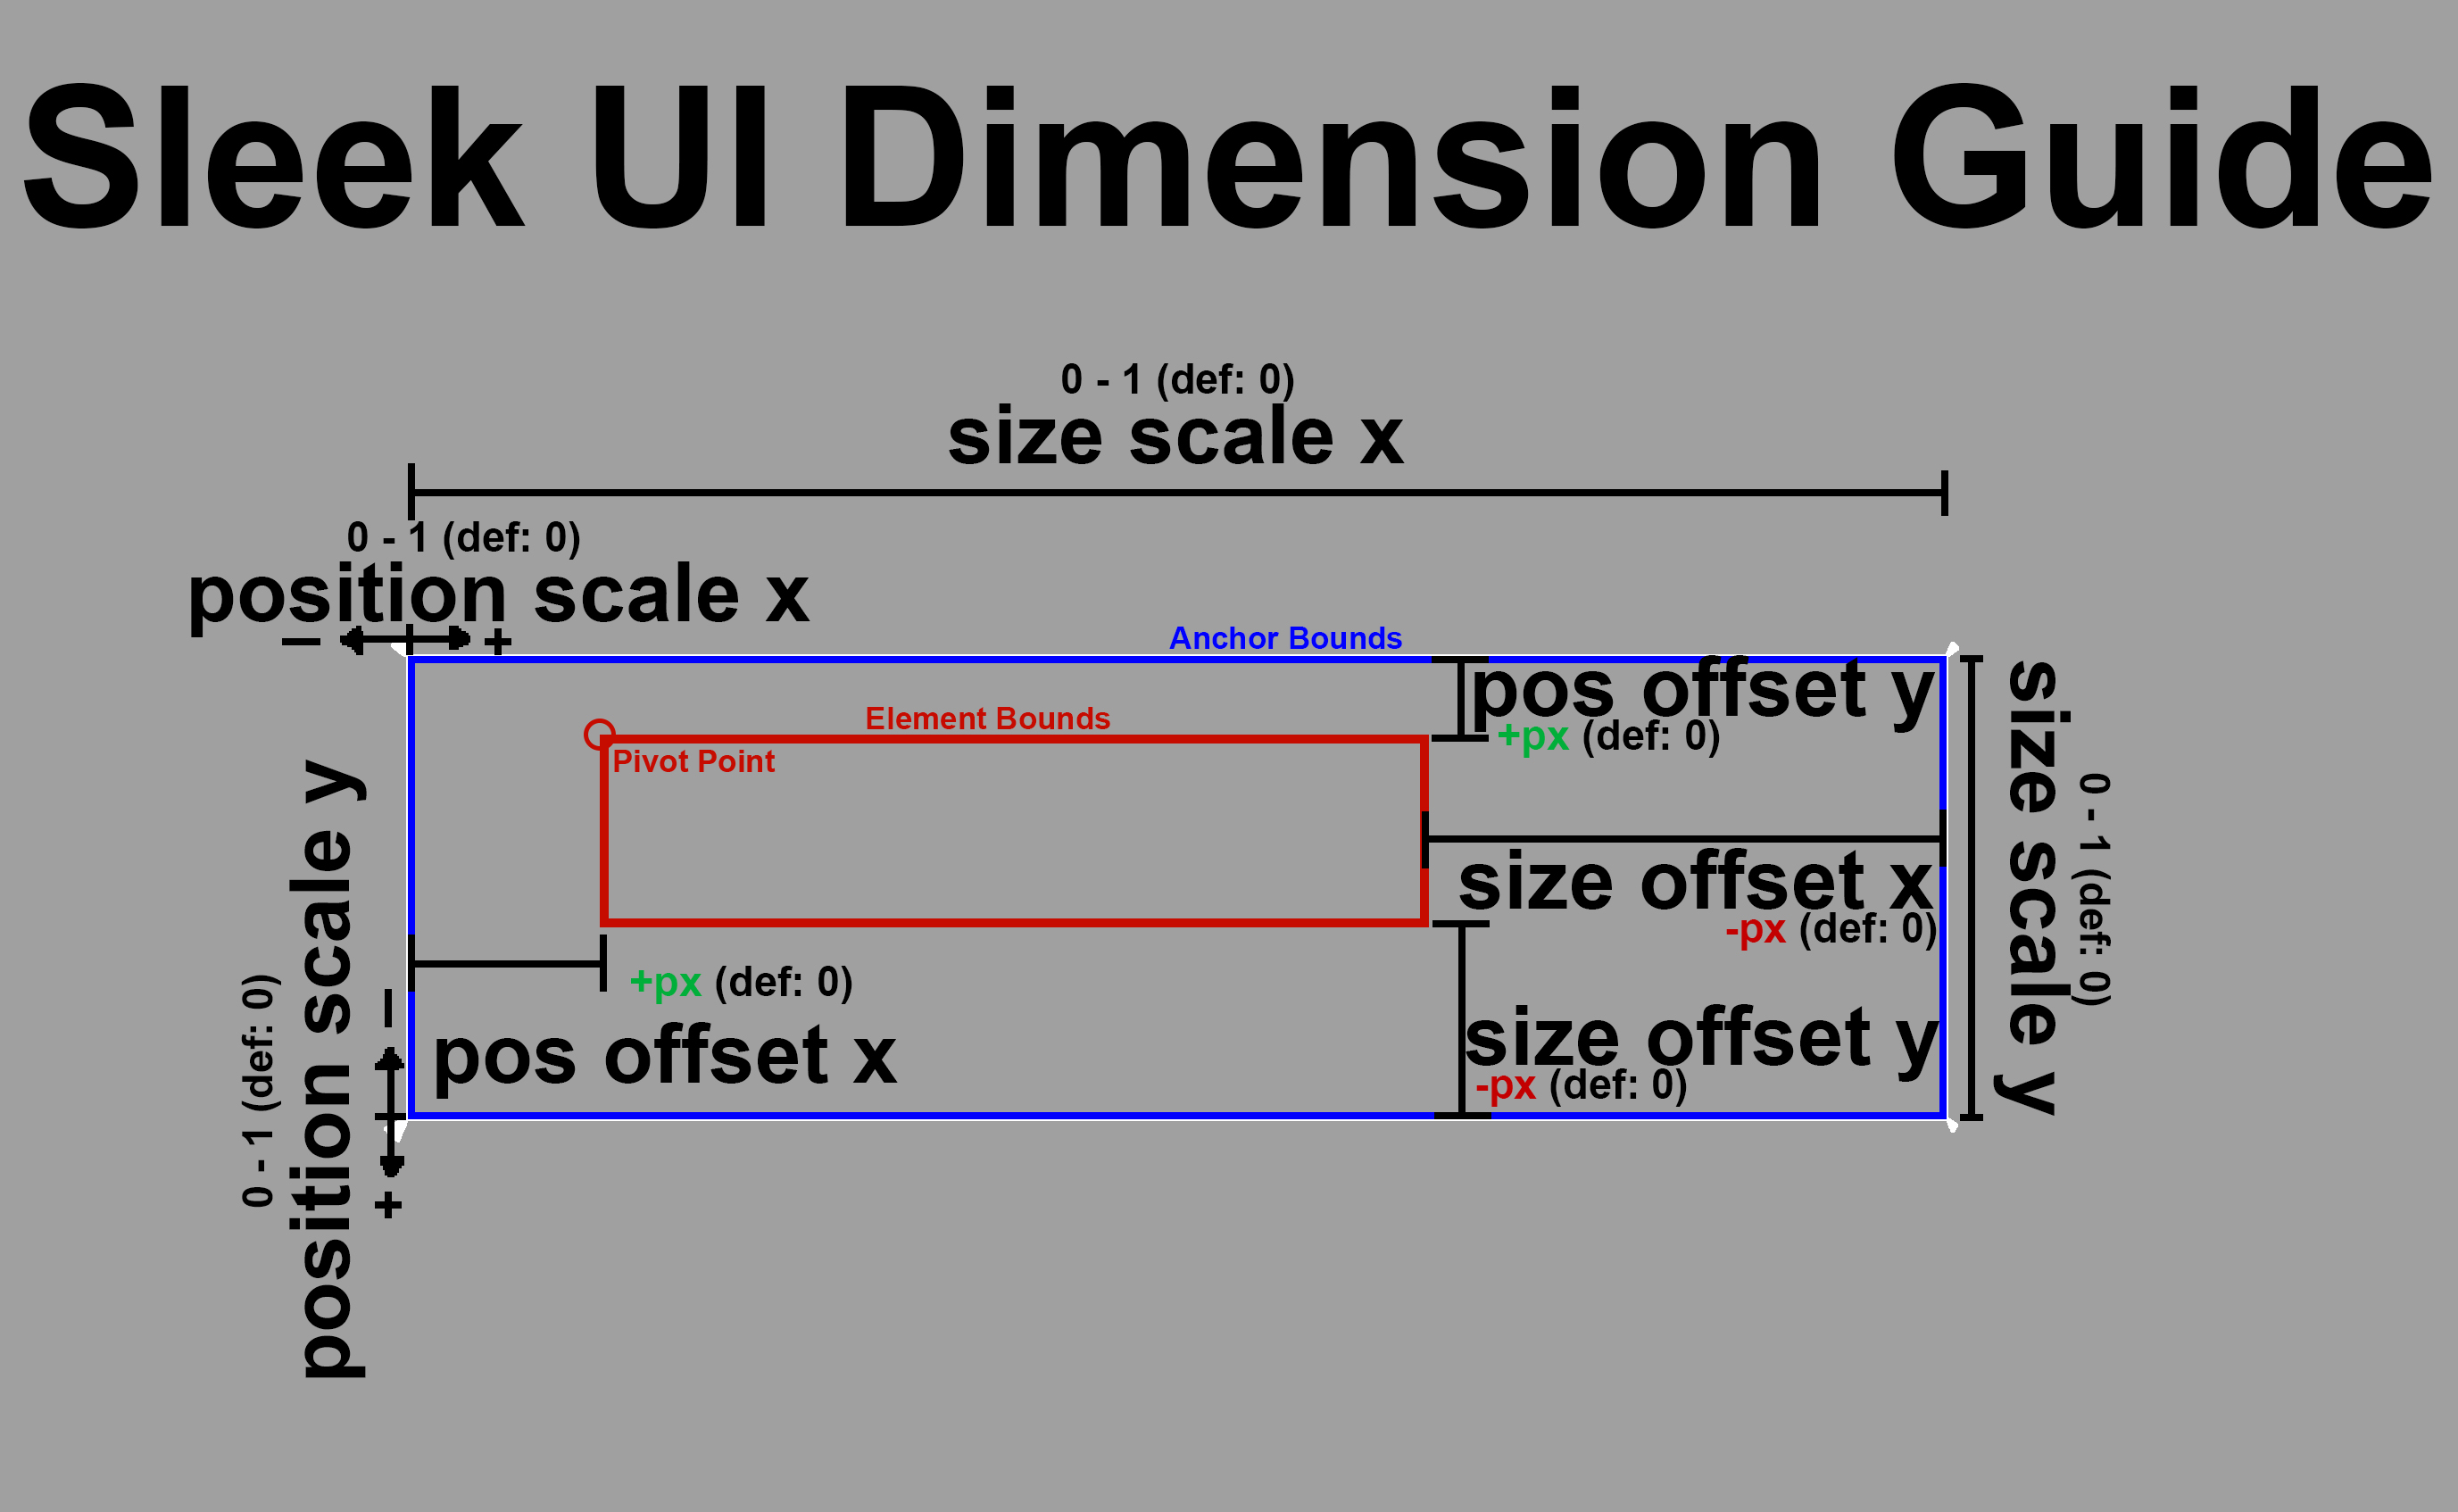 Sleek UI Dimension Guide
0 - 1 (def: 0)
size scale x
0 - 1 (def: 0)
position scale x
− +
Anchor Bounds
pos offset y
+px (def: 0)
Element Bounds
Pivot Point
size scale y
0 - 1 (def: 0)
size offset x
-px (def: 0)
position scale y
0 - 1 (def: 0)
− +
+px (def: 0)
pos offset x
size offset y
-px (def: 0)